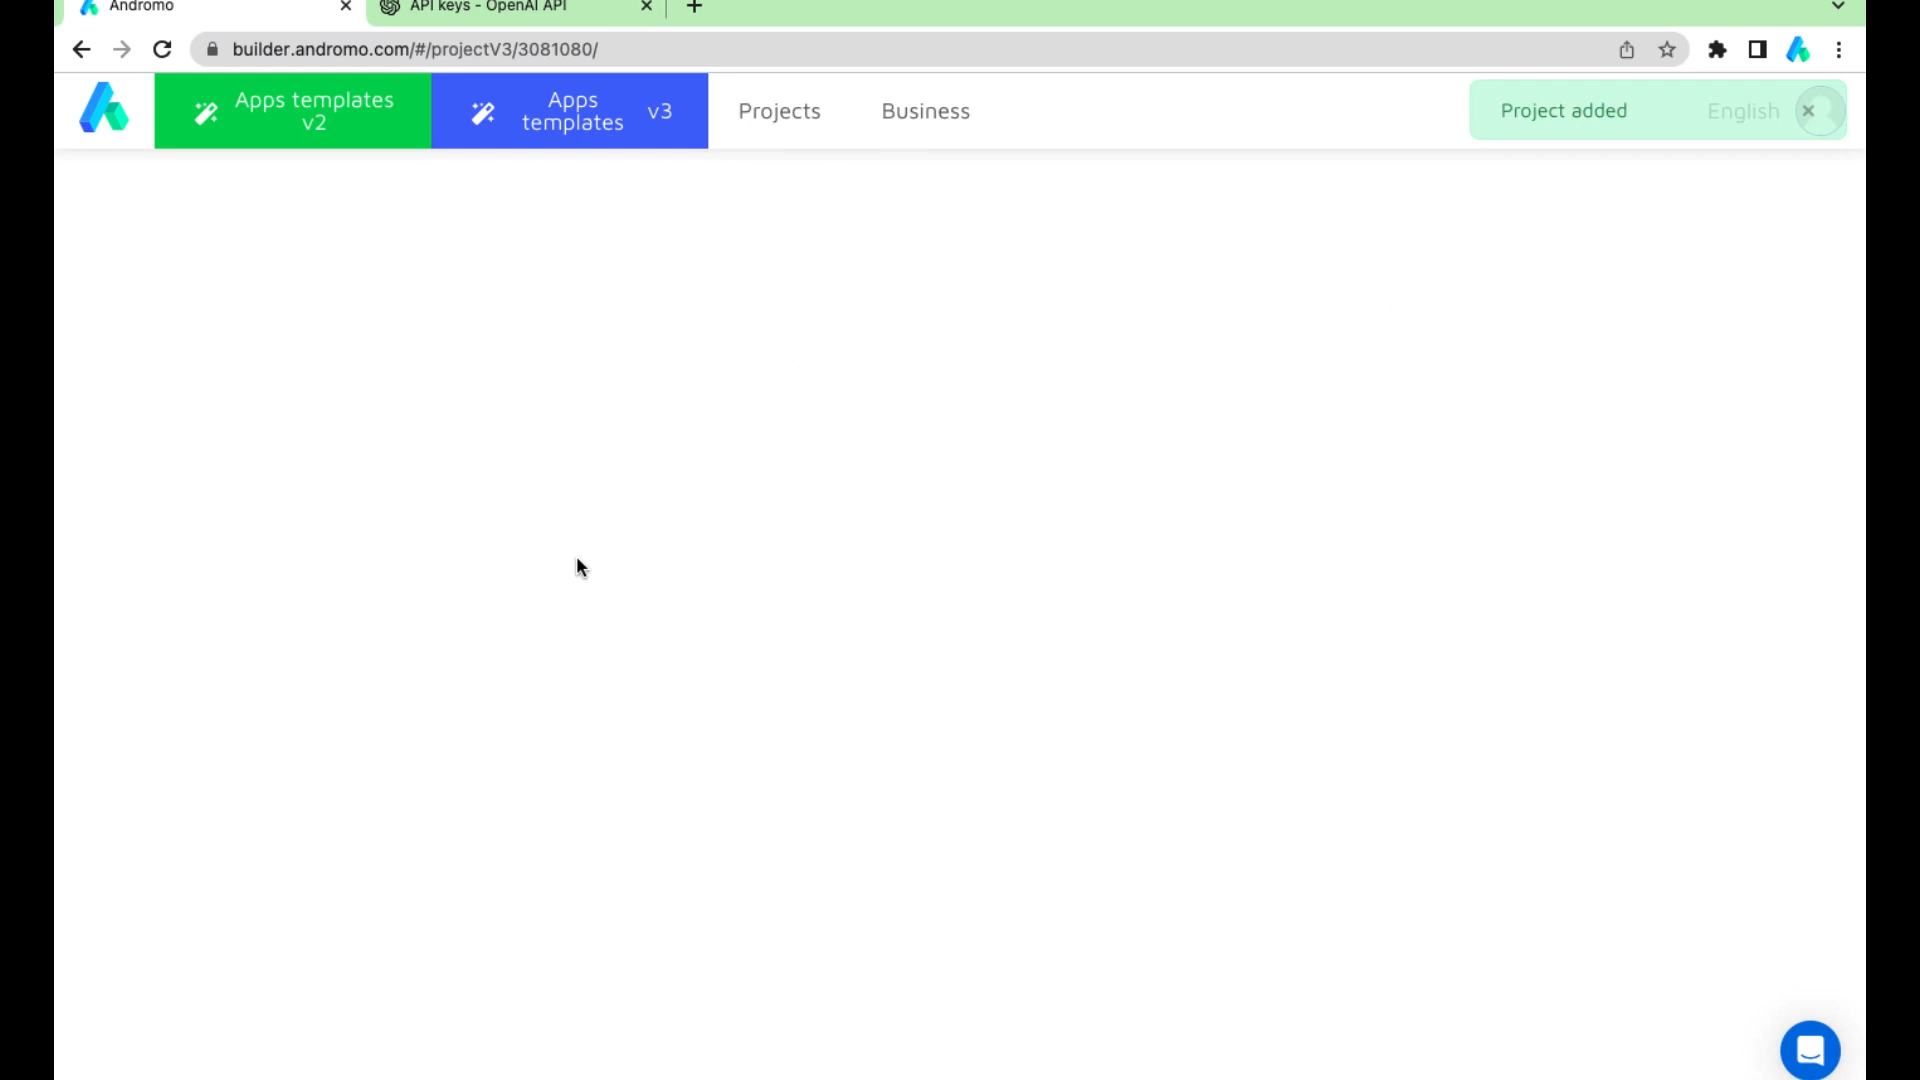 Andromo
API keys - OpenAI API
builder.andromo.com/#/projectV3/3081080/
Apps templates
v2
Apps
templates
v3
Projects
Business
Project added
English